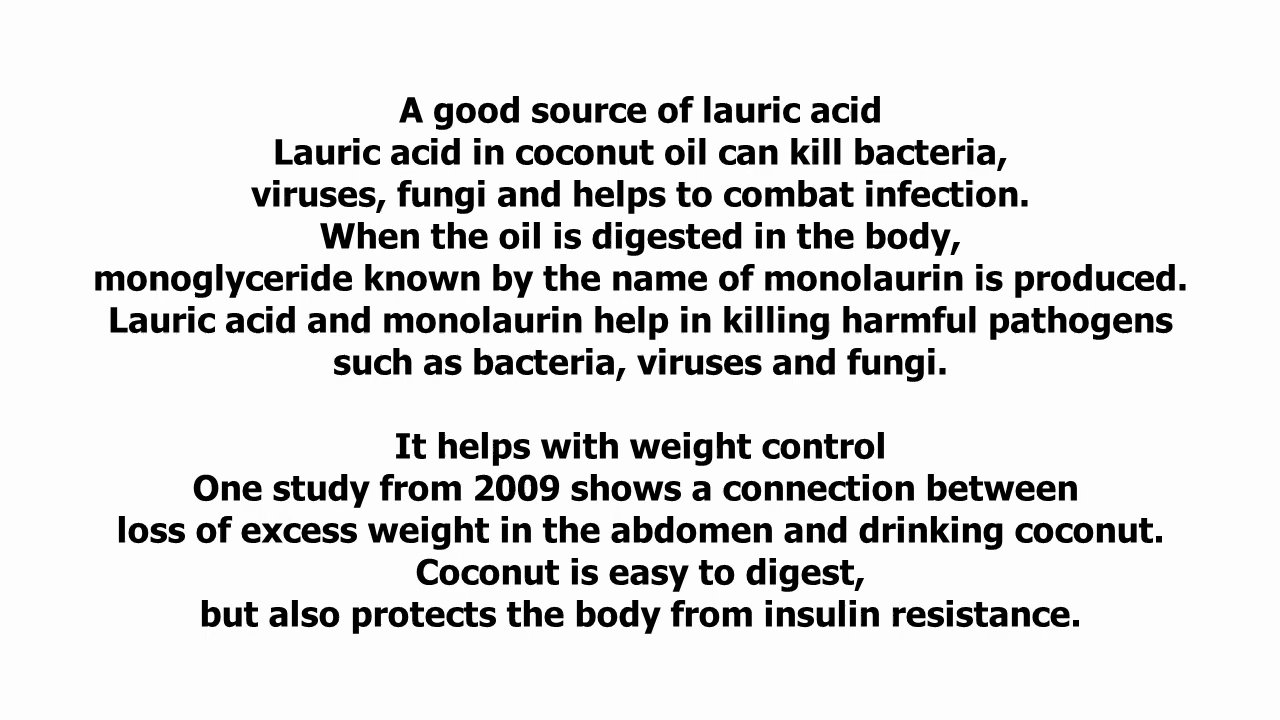 A good source of lauric acid
Lauric acid in coconut oil can kill bacteria,
viruses, fungi and helps to combat infection.
When the oil is digested in the body,
monoglyceride known by the name of monolaurin is produced.
Lauric acid and monolaurin help in killing harmful pathogens
such as bacteria, viruses and fungi.
It helps with weight control
One study from 2009 shows a connection between
loss of excess weight in the abdomen and drinking coconut.
Coconut is easy to digest,
but also protects the body from insulin resistance.